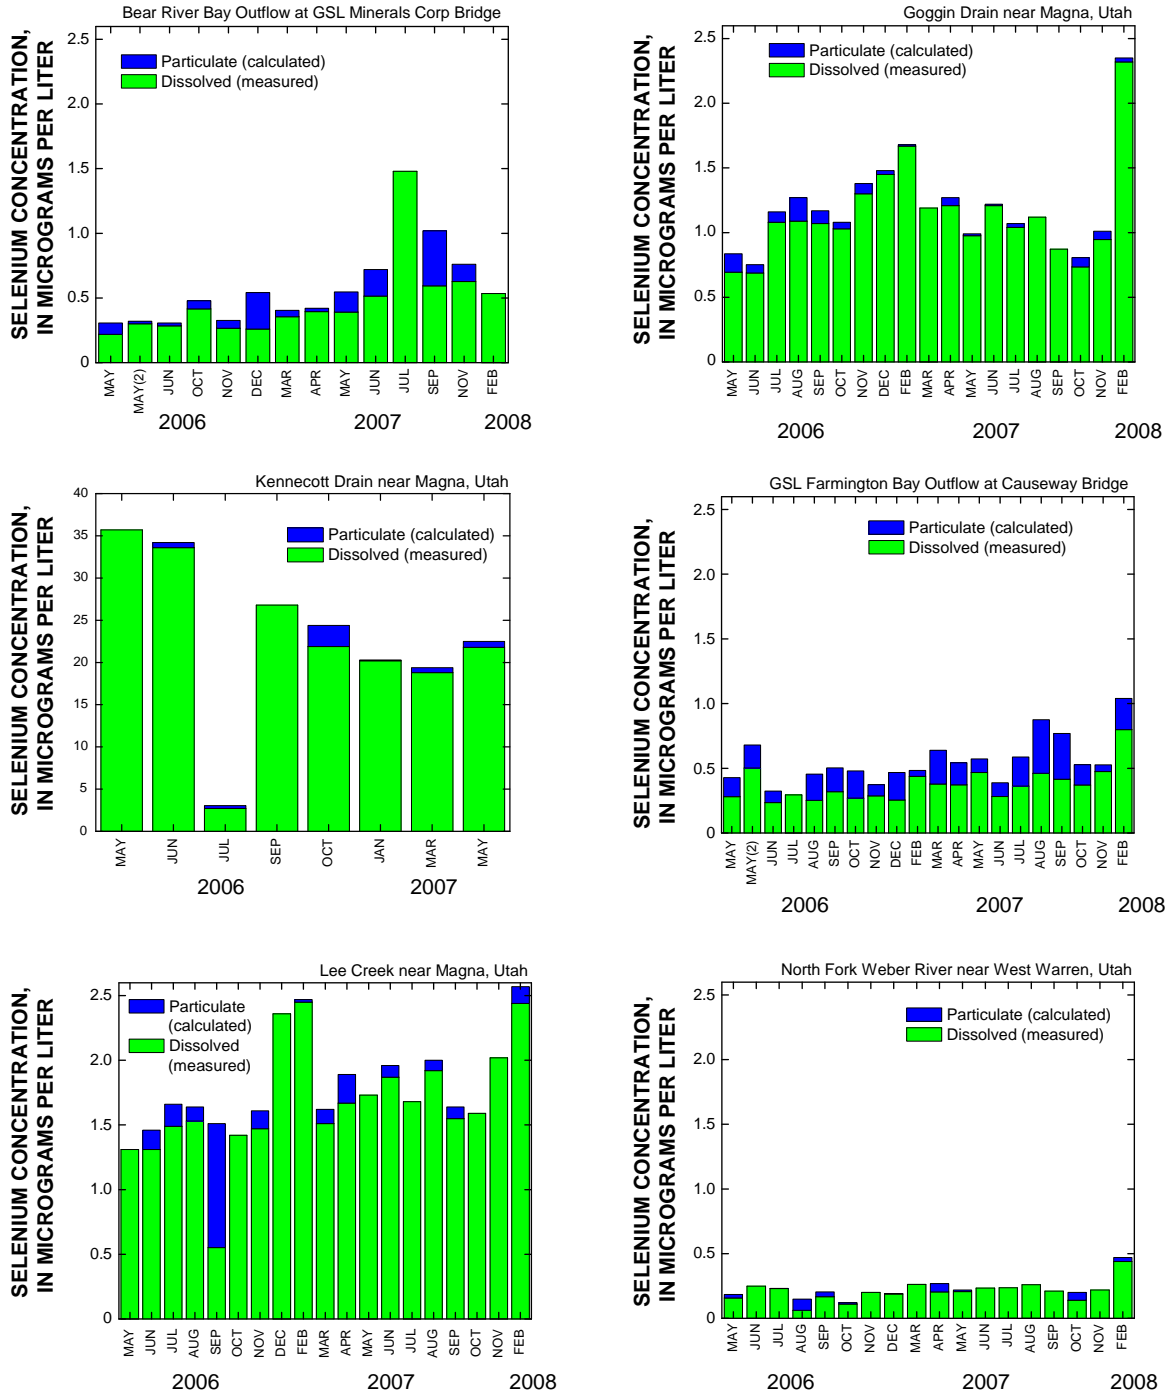 Bear River Bay Outflow at GSL Minerals Corp Bridge
SELENIUM CONCENTRATION,
IN MICROGRAMS PER LITER
2.5
2.0
1.5
1.0
0.5
0
Particulate (calculated)
Dissolved (measured)
MAY
MAY(2)
JUN
OCT
NOV
DEC
MAR
APR
MAY
JUN
JUL
SEP
NOV
FEB
2006
2007
2008
Goggin Drain near Magna, Utah
SELENIUM CONCENTRATION,
IN MICROGRAMS PER LITER
2.5
2.0
1.5
1.0
0.5
0
Particulate (calculated)
Dissolved (measured)
MAY
JUN
JUL
AUG
SEP
OCT
NOV
DEC
FEB
MAR
APR
MAY
JUN
JUL
AUG
SEP
OCT
NOV
FEB
2006
2007
2008
Kennecott Drain near Magna, Utah
SELENIUM CONCENTRATION,
IN MICROGRAMS PER LITER
40
35
30
25
20
15
10
5
0
Particulate (calculated)
Dissolved (measured)
MAY
JUN
JUL
SEP
OCT
JAN
MAR
MAY
2006
2007
GSL Farmington Bay Outflow at Causeway Bridge
SELENIUM CONCENTRATION,
IN MICROGRAMS PER LITER
2.5
2.0
1.5
1.0
0.5
0
Particulate (calculated)
Dissolved (measured)
MAY
MAY(2)
JUN
JUL
AUG
SEP
OCT
NOV
DEC
FEB
MAR
APR
MAY
JUN
JUL
AUG
SEP
OCT
NOV
FEB
2006
2007
2008
Lee Creek near Magna, Utah
SELENIUM CONCENTRATION,
IN MICROGRAMS PER LITER
2.5
2.0
1.5
1.0
0.5
0
Particulate
(calculated)
Dissolved
(measured)
MAY
JUN
JUL
AUG
SEP
OCT
NOV
DEC
FEB
MAR
APR
MAY
JUN
JUL
AUG
SEP
OCT
NOV
FEB
2006
2007
2008
North Fork Weber River near West Warren, Utah
SELENIUM CONCENTRATION,
IN MICROGRAMS PER LITER
2.5
2.0
1.5
1.0
0.5
0
Particulate (calculated)
Dissolved (measured)
MAY
JUN
JUL
AUG
SEP
OCT
NOV
DEC
MAR
APR
MAY
JUN
JUL
AUG
SEP
OCT
NOV
FEB
2006
2007
2008